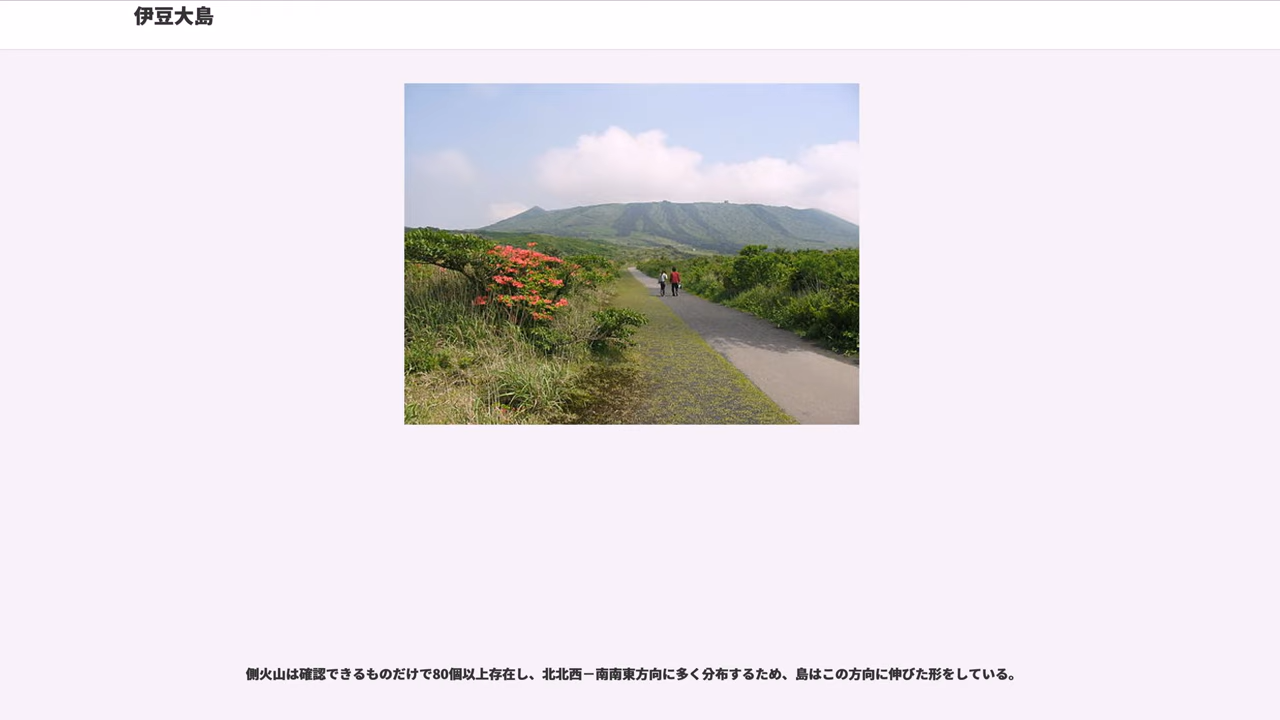 伊豆大島
側火山は確認できるものだけで80個以上存在し、北北西－南南東方向に多く分布するため、島はこの方向に伸びた形をしている。